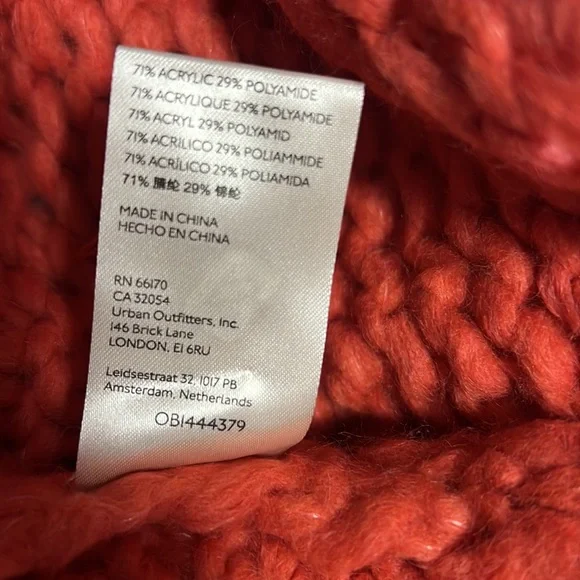 71% ACRYLIC 29% POLYAMIDE
71% ACRYLIQUE 29% POLYAMIDE
71% ACRYL 29% POLYAMID
71% ACRILICO 29% POLIAMMIDE
71% ACRÍLICO 29% POLIAMIDA
71% 腈纶 29% 锦纶
MADE IN CHINA
HECHO EN CHINA
RN 66170
CA 32054
Urban Outfitters, Inc.
146 Brick Lane
LONDON, E1 6RU
Leidsestraat 32, 1017 PB
Amsterdam, Netherlands
OB1444379